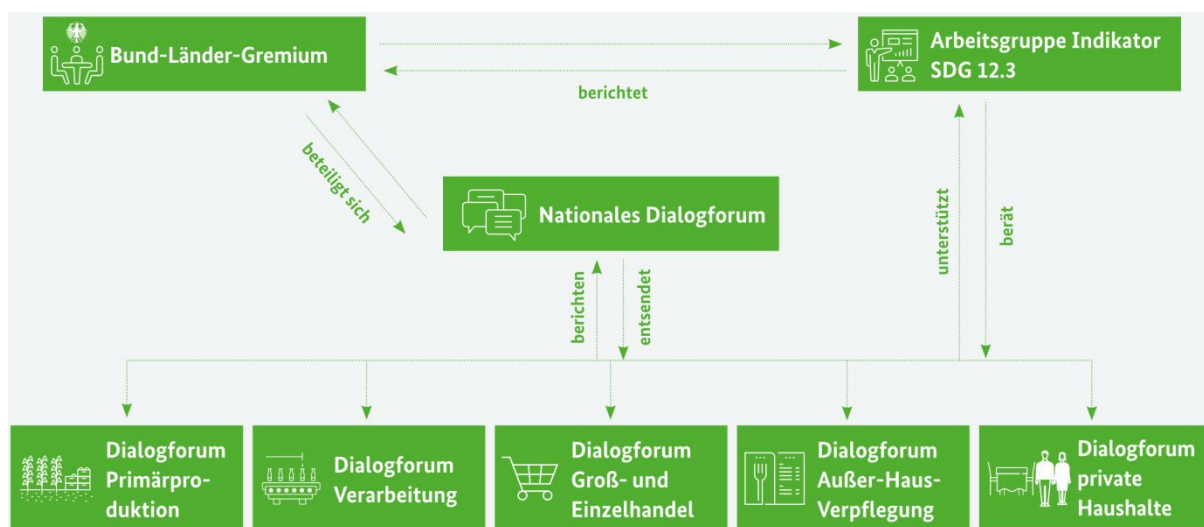 Bund-Länder-Gremium
Arbeitsgruppe Indikator
SDG 12.3
berichtet
beteiligt sich
Nationales Dialogforum
unterstützt
berät
berichten
entsendet
Dialogforum
Primärpro-
duktion
Dialogforum
Verarbeitung
Dialogforum
Groß- und
Einzelhandel
Dialogforum
Außer-Haus-
Verpflegung
Dialogforum
private
Haushalte